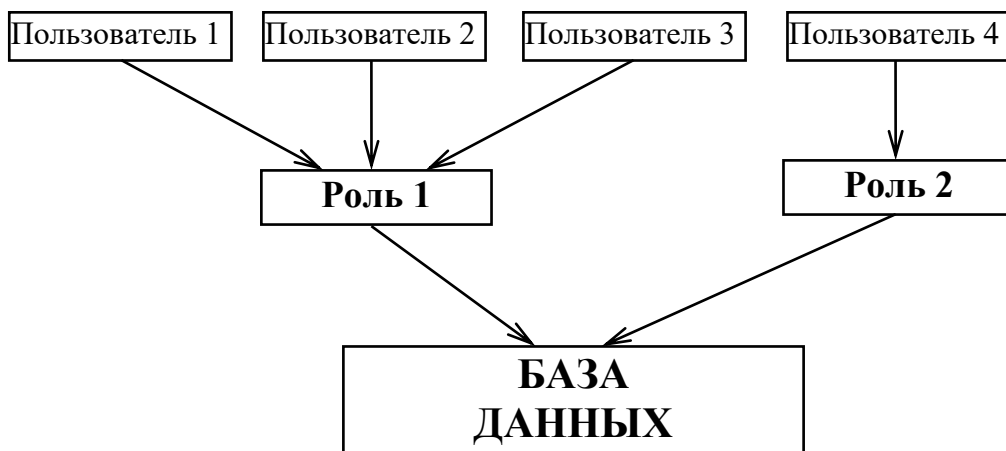 Пользователь 1
Пользователь 2
Пользователь 3
Пользователь 4
Роль 1
Роль 2
БАЗА
ДАННЫХ